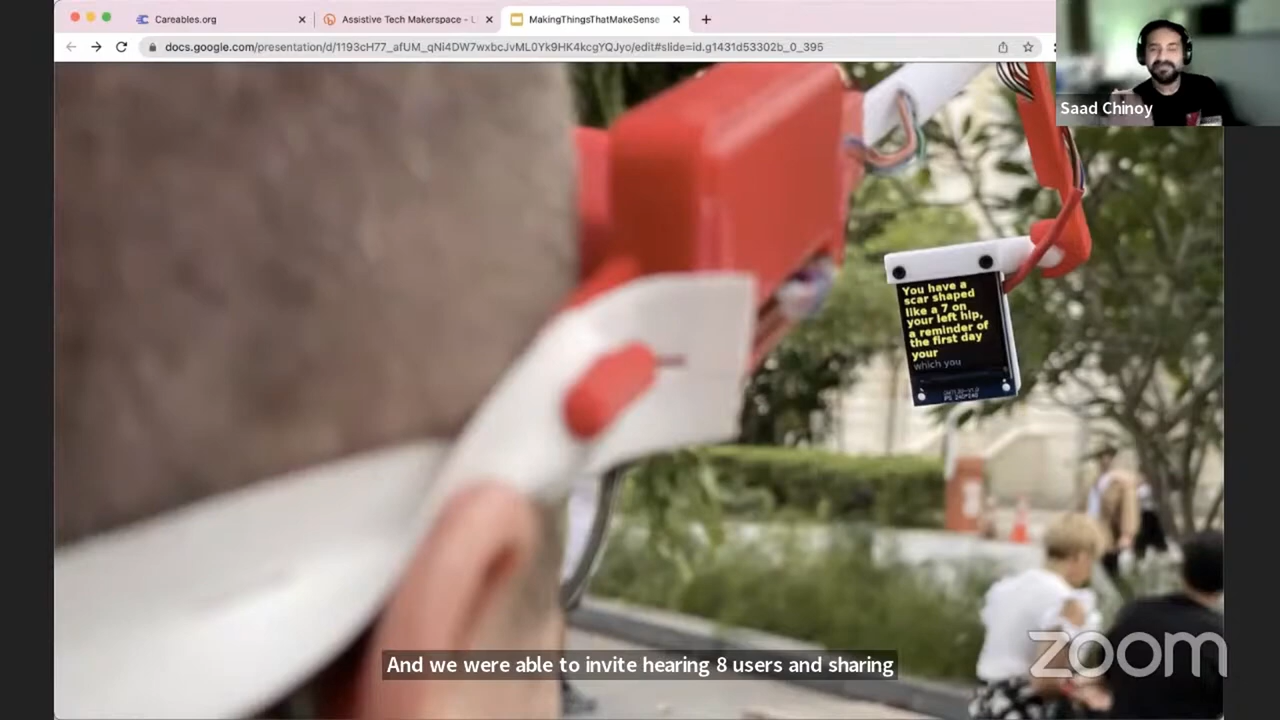 Careables.org
Assistive Tech Makerspace - L
MakingThingsThatMakeSense
docs.google.com/presentation/d/1193cH77_afUM_qNi4DW7wxbcJvML0Yk9HK4kcgYQJyo/edit#slide=id.g1431d53302b_0_395
Saad Chinoy
You have a
scar shaped
like a 7 on
your left hip,
a reminder of
the first day
your
which you
And we were able to invite hearing 8 users and sharing
zoom